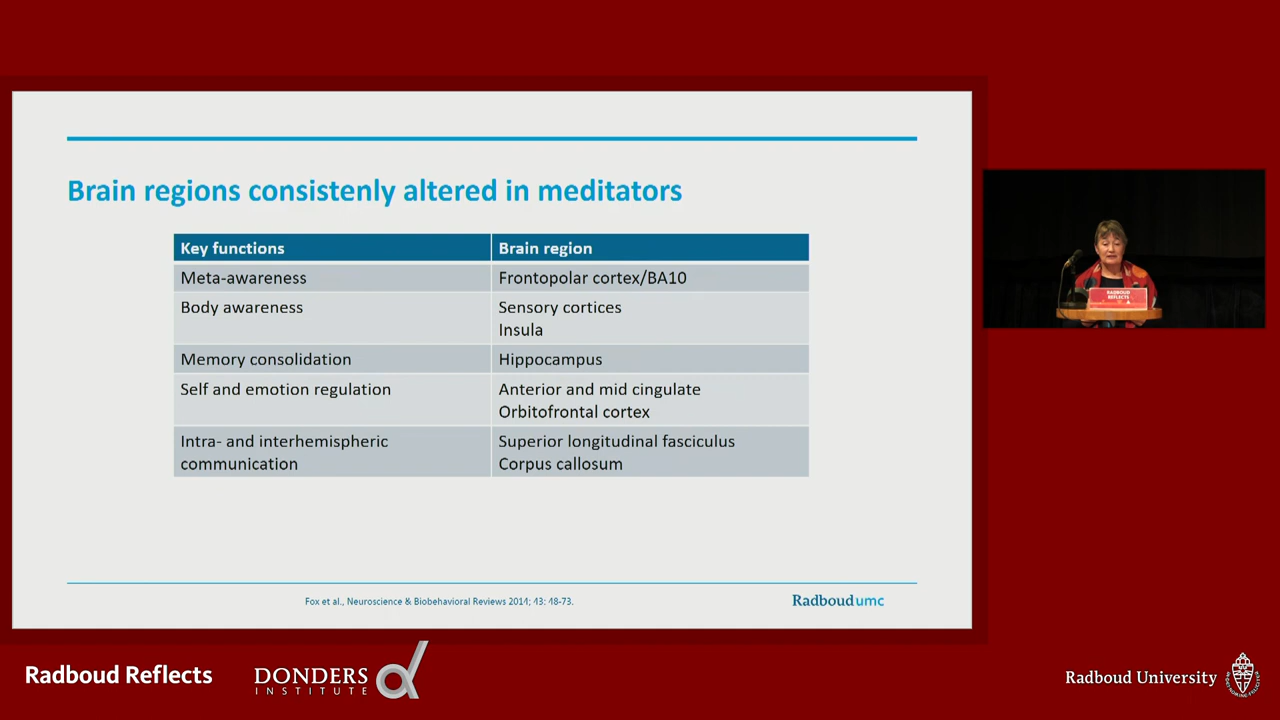 Brain regions consistenly altered in meditators
Key functions Brain region
Meta-awareness Frontopolar cortex/BA10
Body awareness Sensory cortices
Insula
Memory consolidation Hippocampus
Self and emotion regulation Anterior and mid cingulate
Orbitofrontal cortex
Intra- and interhemispheric Superior longitudinal fasciculus
communication Corpus callosum
Fox et al., Neuroscience & Biobehavioral Reviews 2014; 43: 48-73.
Radboudumc
RADBOUD
REFLECTS
Radboud Reflects
DONDERS
INSTITUTE
Radboud University